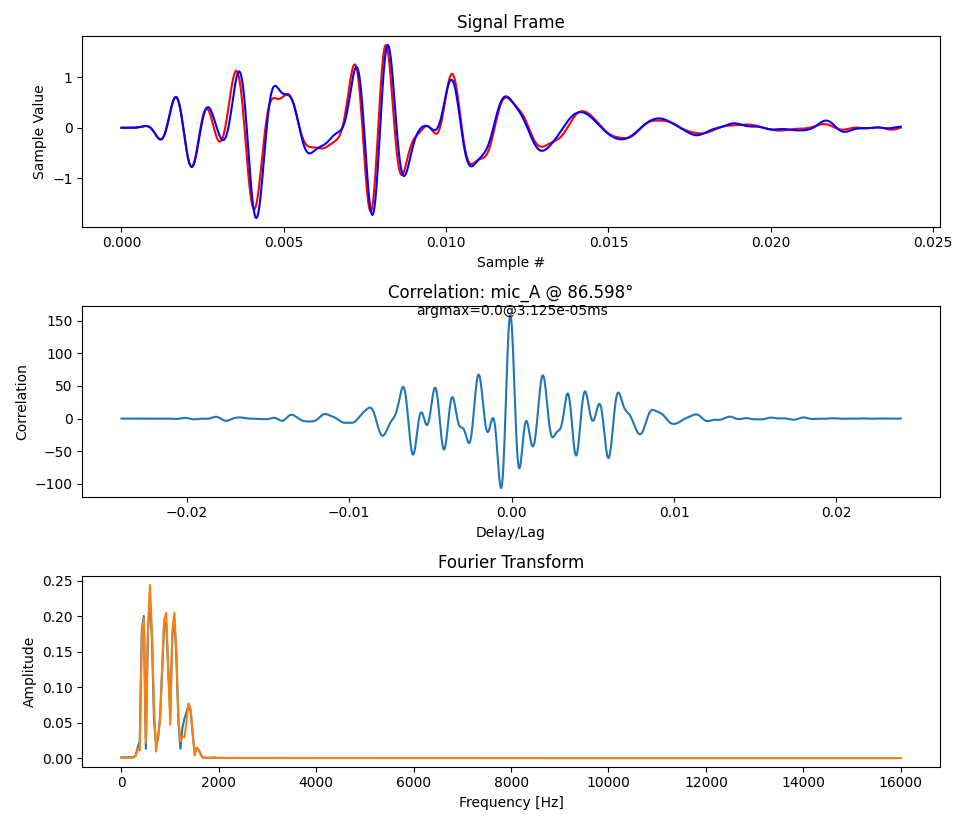 Signal Frame
Sample Value
1
0
−1
0.000 0.005 0.010 0.015 0.020 0.025
Sample #
Correlation: mic_A @ 86.598°
argmax=0.0@3.125e-05ms
Correlation
150
100
50
0
−50
−100
−0.02 −0.01 0.00 0.01 0.02
Delay/Lag
Fourier Transform
Amplitude
0.25
0.20
0.15
0.10
0.05
0.00
0 2000 4000 6000 8000 10000 12000 14000 16000
Frequency [Hz]